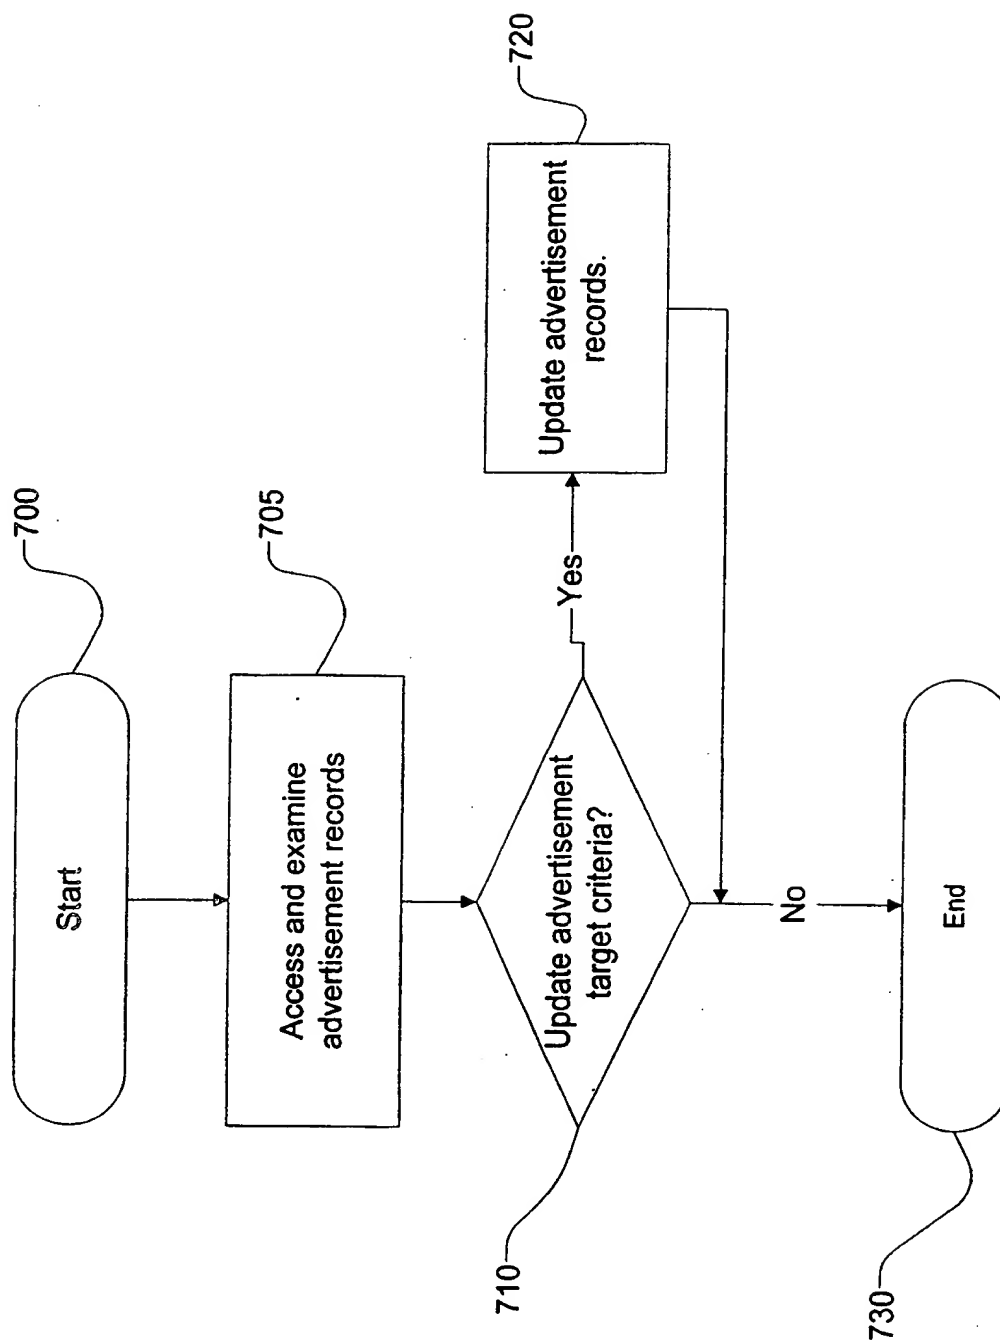 Start
700
Access and examine
advertisement records
705
Update advertisement
target criteria?
710
Yes
Update advertisement
records.
720
No
End
730